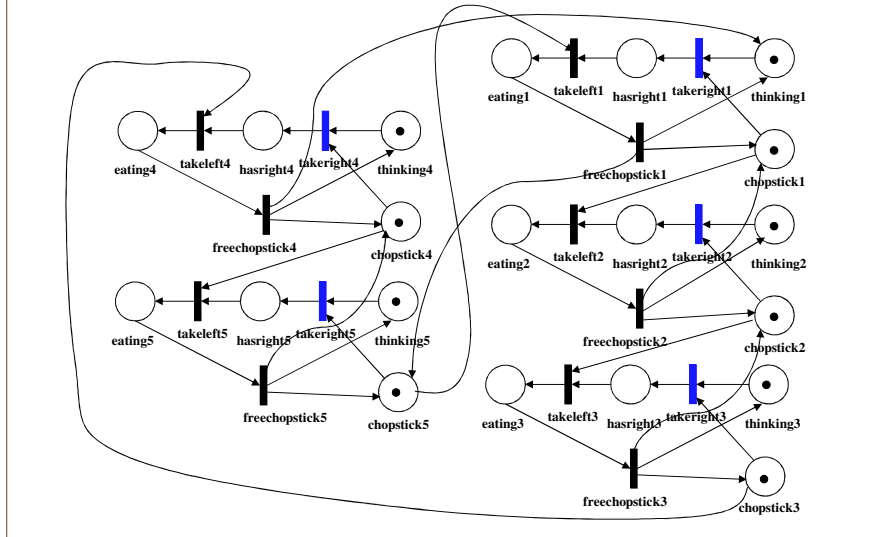 eating1 takeleft1 hasright1 takeright1 thinking1
freechopstick1 chopstick1
eating4 takeleft4 hasright4 takeright4 thinking4
freechopstick4 chopstick4
eating2 takeleft2 hasright2 takeright2 thinking2
freechopstick2 chopstick2
eating5 takeleft5 hasright5 takeright5 thinking5
freechopstick5 chopstick5
eating3 takeleft3 hasright3 takeright3 thinking3
freechopstick3 chopstick3